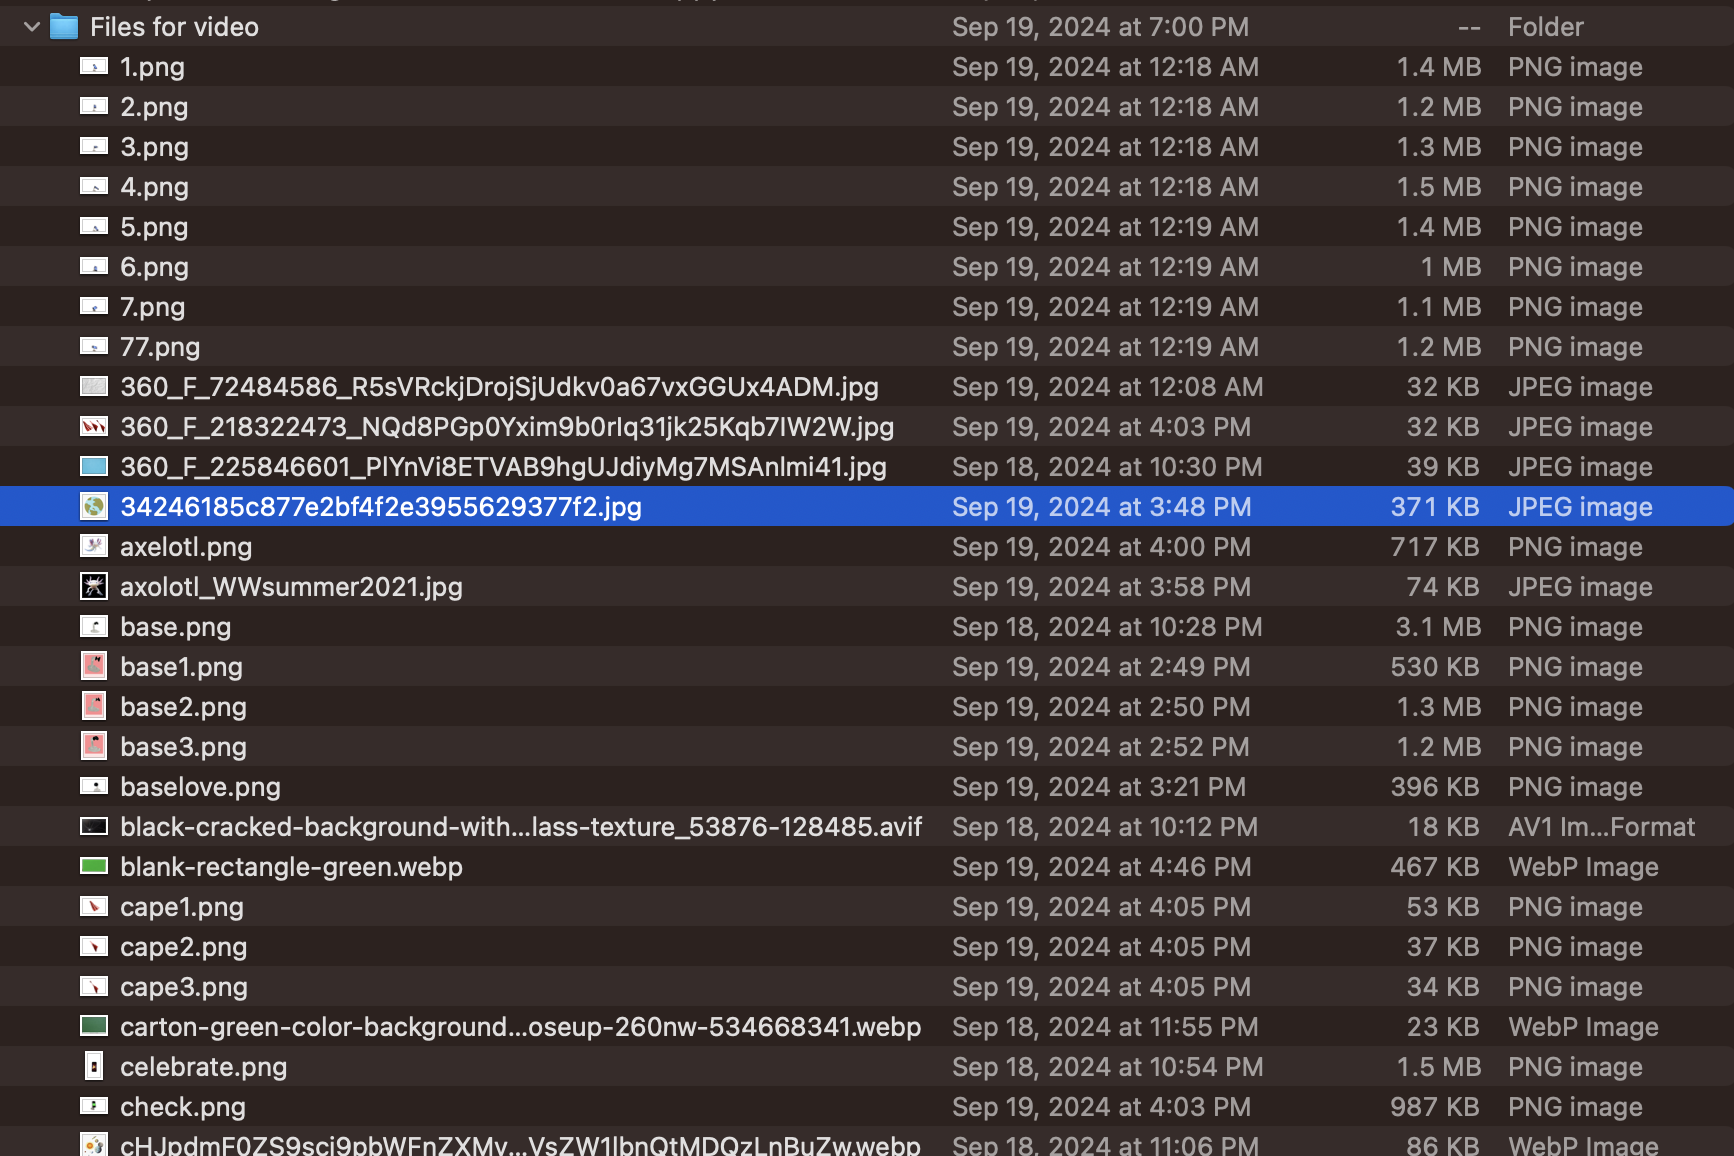 Files for video Sep 19, 2024 at 7:00 PM -- Folder
1.png Sep 19, 2024 at 12:18 AM 1.4 MB PNG image
2.png Sep 19, 2024 at 12:18 AM 1.2 MB PNG image
3.png Sep 19, 2024 at 12:18 AM 1.3 MB PNG image
4.png Sep 19, 2024 at 12:18 AM 1.5 MB PNG image
5.png Sep 19, 2024 at 12:19 AM 1.4 MB PNG image
6.png Sep 19, 2024 at 12:19 AM 1 MB PNG image
7.png Sep 19, 2024 at 12:19 AM 1.1 MB PNG image
77.png Sep 19, 2024 at 12:19 AM 1.2 MB PNG image
360_F_72484586_R5sVRckjDrojSjUdkv0a67vxGGUx4ADM.jpg Sep 19, 2024 at 12:08 AM 32 KB JPEG image
360_F_218322473_NQd8PGp0Yxim9b0rIq31jk25Kqb7IW2W.jpg Sep 19, 2024 at 4:03 PM 32 KB JPEG image
360_F_225846601_PlYnVi8ETVAB9hgUJdiyMg7MSAnlmi41.jpg Sep 18, 2024 at 10:30 PM 39 KB JPEG image
34246185c877e2bf4f2e3955629377f2.jpg Sep 19, 2024 at 3:48 PM 371 KB JPEG image
axelotl.png Sep 19, 2024 at 4:00 PM 717 KB PNG image
axolotl_WWsummer2021.jpg Sep 19, 2024 at 3:58 PM 74 KB JPEG image
base.png Sep 18, 2024 at 10:28 PM 3.1 MB PNG image
base1.png Sep 19, 2024 at 2:49 PM 530 KB PNG image
base2.png Sep 19, 2024 at 2:50 PM 1.3 MB PNG image
base3.png Sep 19, 2024 at 2:52 PM 1.2 MB PNG image
baselove.png Sep 19, 2024 at 3:21 PM 396 KB PNG image
black-cracked-background-with...lass-texture_53876-128485.avif Sep 18, 2024 at 10:12 PM 18 KB AV1 Im...Format
blank-rectangle-green.webp Sep 19, 2024 at 4:46 PM 467 KB WebP Image
cape1.png Sep 19, 2024 at 4:05 PM 53 KB PNG image
cape2.png Sep 19, 2024 at 4:05 PM 37 KB PNG image
cape3.png Sep 19, 2024 at 4:05 PM 34 KB PNG image
carton-green-color-background...oseup-260nw-534668341.webp Sep 18, 2024 at 11:55 PM 23 KB WebP Image
celebrate.png Sep 18, 2024 at 10:54 PM 1.5 MB PNG image
check.png Sep 19, 2024 at 4:03 PM 987 KB PNG image
cHJpdmF0ZS9sci9pbWFnZXMv...VsZW1lbnQtMDQzLnBuZw.webp Sep 18, 2024 at 11:06 PM 86 KB WebP Image